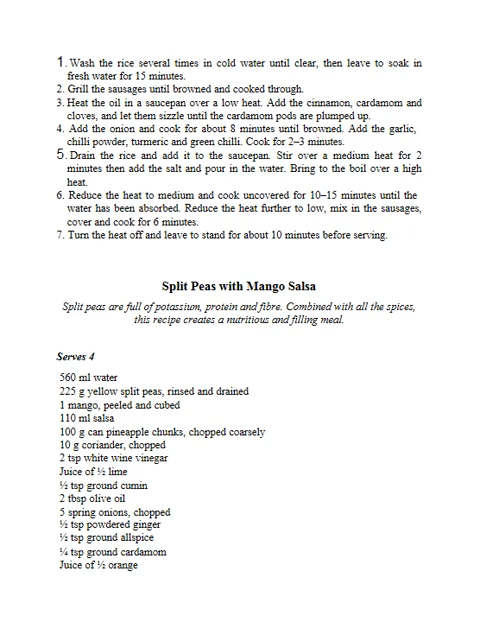 1. Wash the rice several times in cold water until clear, then leave to soak in
fresh water for 15 minutes.
2. Grill the sausages until browned and cooked through.
3. Heat the oil in a saucepan over a low heat. Add the cinnamon, cardamom and
cloves, and let them sizzle until the cardamom pods are plumped up.
4. Add the onion and cook for about 8 minutes until browned. Add the garlic,
chilli powder, turmeric and green chilli. Cook for 2–3 minutes.
5. Drain the rice and add it to the saucepan. Stir over a medium heat for 2
minutes then add the salt and pour in the water. Bring to the boil over a high
heat.
6. Reduce the heat to medium and cook uncovered for 10–15 minutes until the
water has been absorbed. Reduce the heat further to low, mix in the sausages,
cover and cook for 6 minutes.
7. Turn the heat off and leave to stand for about 10 minutes before serving.
Split Peas with Mango Salsa
Split peas are full of potassium, protein and fibre. Combined with all the spices,
this recipe creates a nutritious and filling meal.
Serves 4
560 ml water
225 g yellow split peas, rinsed and drained
1 mango, peeled and cubed
110 ml salsa
100 g can pineapple chunks, chopped coarsely
10 g coriander, chopped
2 tsp white wine vinegar
Juice of ½ lime
½ tsp ground cumin
2 tbsp olive oil
5 spring onions, chopped
½ tsp powdered ginger
½ tsp ground allspice
¼ tsp ground cardamom
Juice of ½ orange